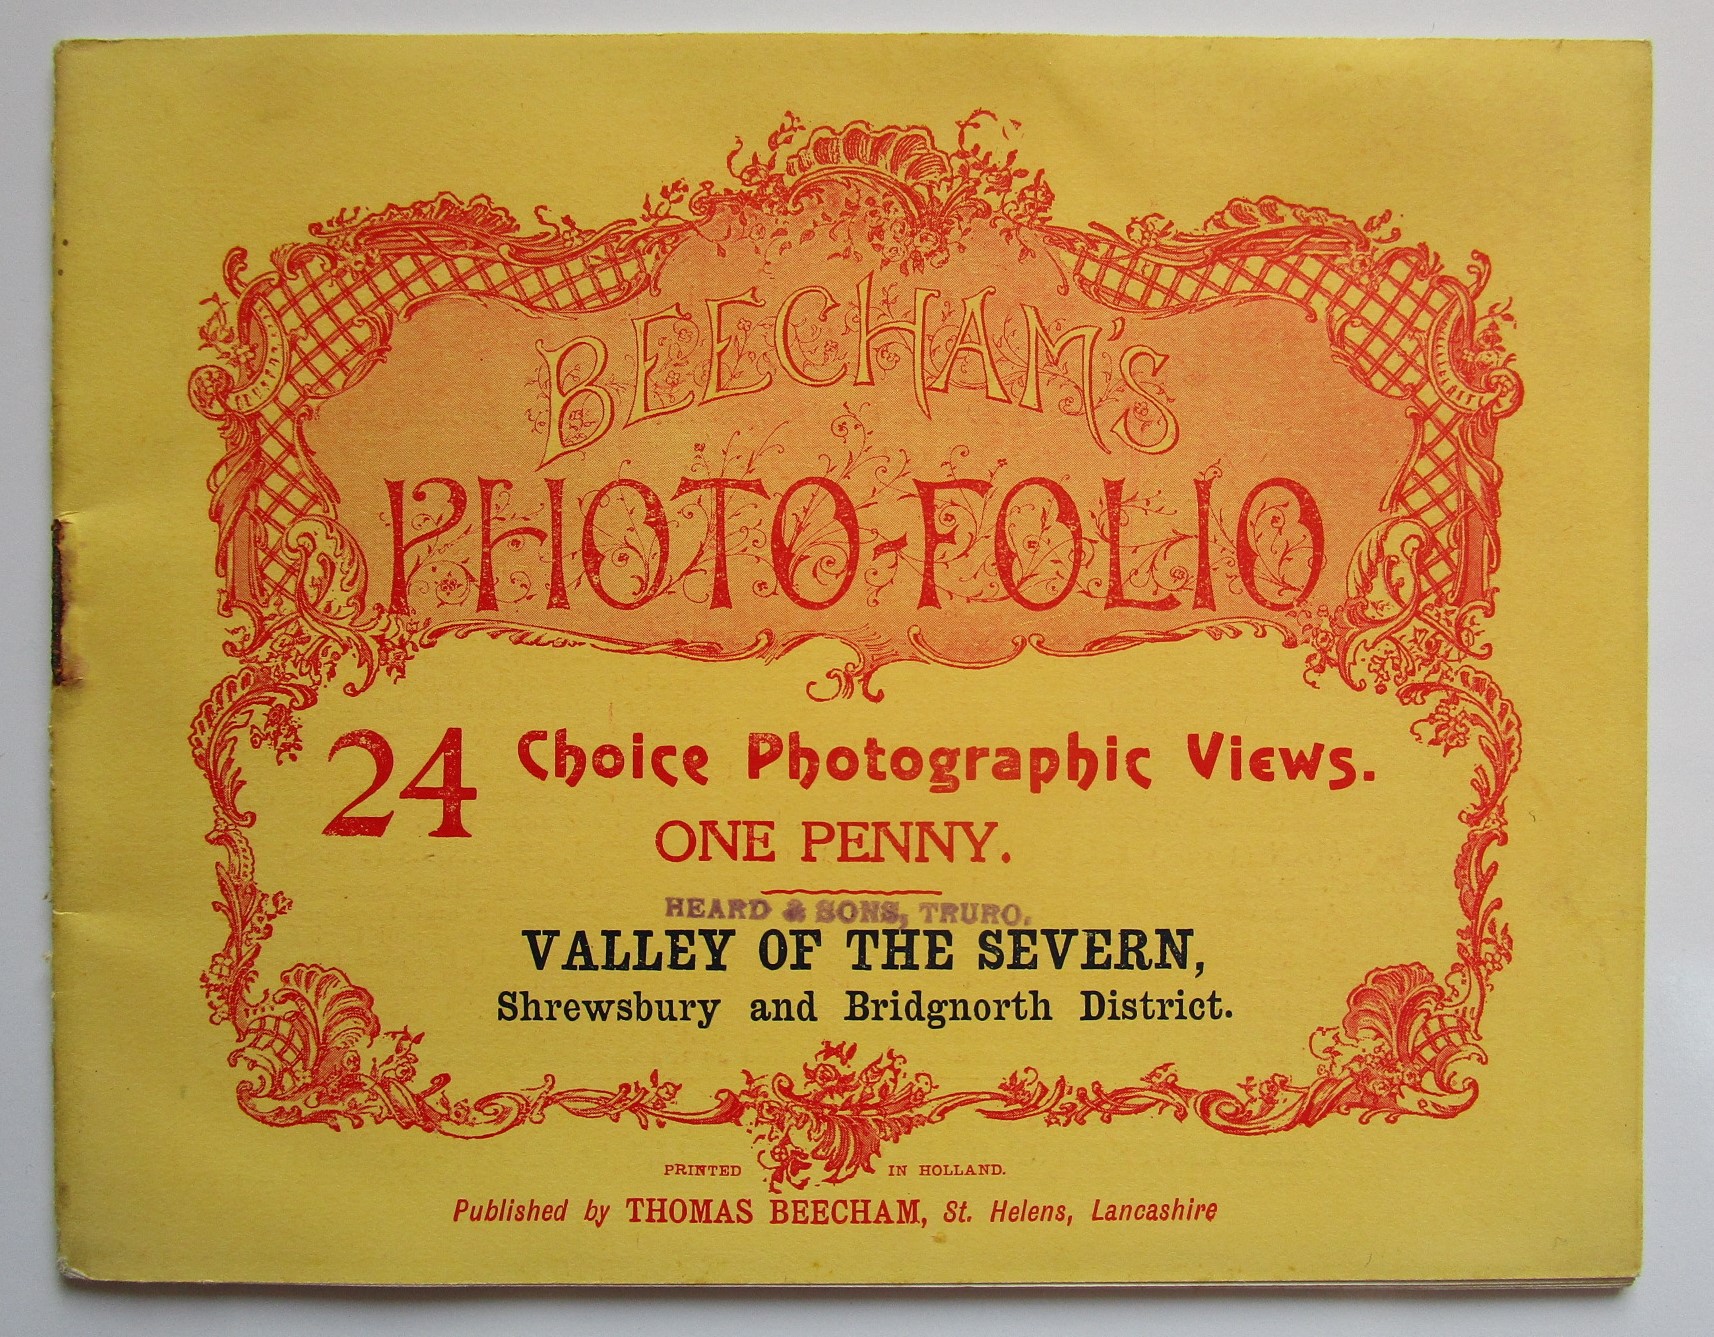 BEECHAM'S
PHOTO-FOLIO
24 Choice Photographic Views.
ONE PENNY.
HEARD & SONS, TRURO.
VALLEY OF THE SEVERN,
Shrewsbury and Bridgnorth District.
PRINTED IN HOLLAND.
Published by THOMAS BEECHAM, St. Helens, Lancashire